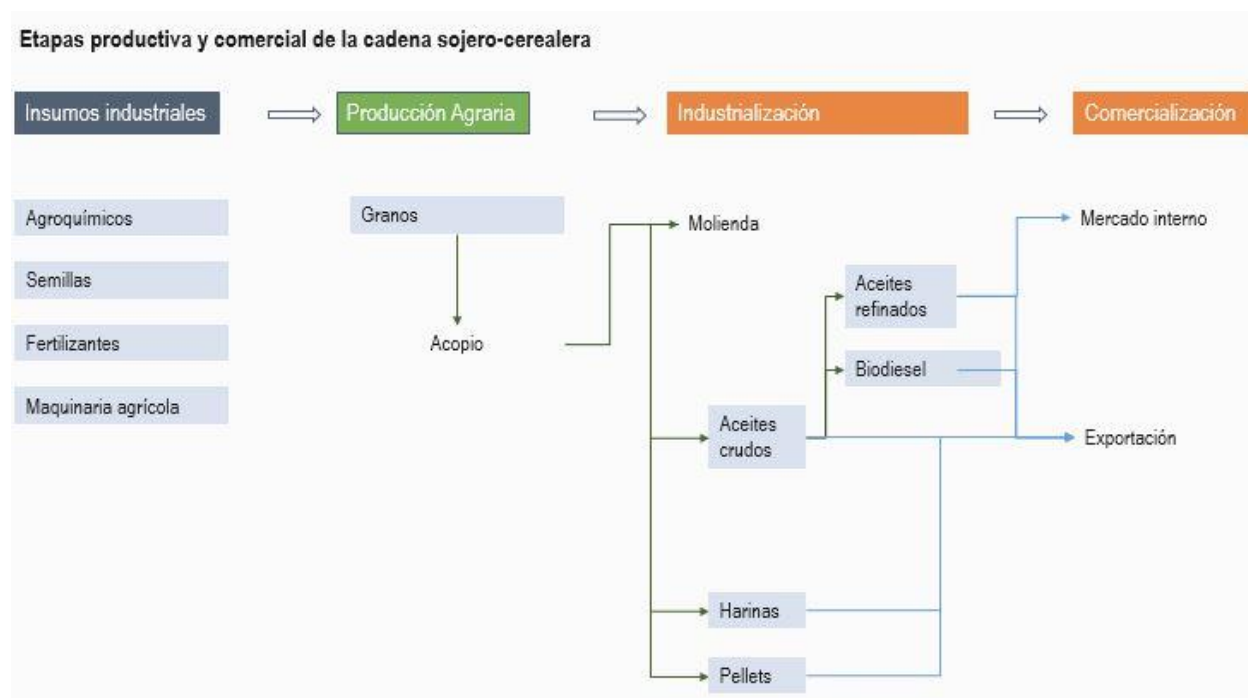 Etapas productiva y comercial de la cadena sojero-cerealera
Insumos industriales
Producción Agraria
Industrialización
Comercialización
Agroquímicos
Semillas
Fertilizantes
Maquinaria agrícola
Granos
Acopio
Molienda
Aceites
refinados
Biodiesel
Aceites
crudos
Harinas
Pellets
Mercado interno
Exportación